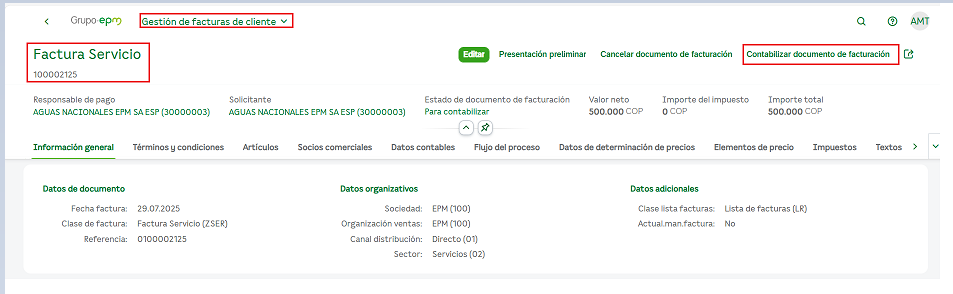 Grupo·epm Gestión de facturas de cliente AMT
Factura Servicio
100002125
Editar Presentación preliminar Cancelar documento de facturación Contabilizar documento de facturación
Responsable de pago Solicitante Estado de documento de facturación Valor neto Importe del impuesto Importe total
AGUAS NACIONALES EPM SA ESP (30000003) AGUAS NACIONALES EPM SA ESP (30000003) Para contabilizar 500.000 COP 0 COP 500.000 COP
Información general Términos y condiciones Artículos Socios comerciales Datos contables Flujo del proceso Datos de determinación de precios Elementos de precio Impuestos Textos
Datos de documento Datos organizativos Datos adicionales
Fecha factura: 29.07.2025 Sociedad: EPM (100) Clase lista facturas: Lista de facturas (LR)
Clase de factura: Factura Servicio (ZSER) Organización ventas: EPM (100) Actual.man.factura: No
Referencia: 0100002125 Canal distribución: Directo (01)
Sector: Servicios (02)